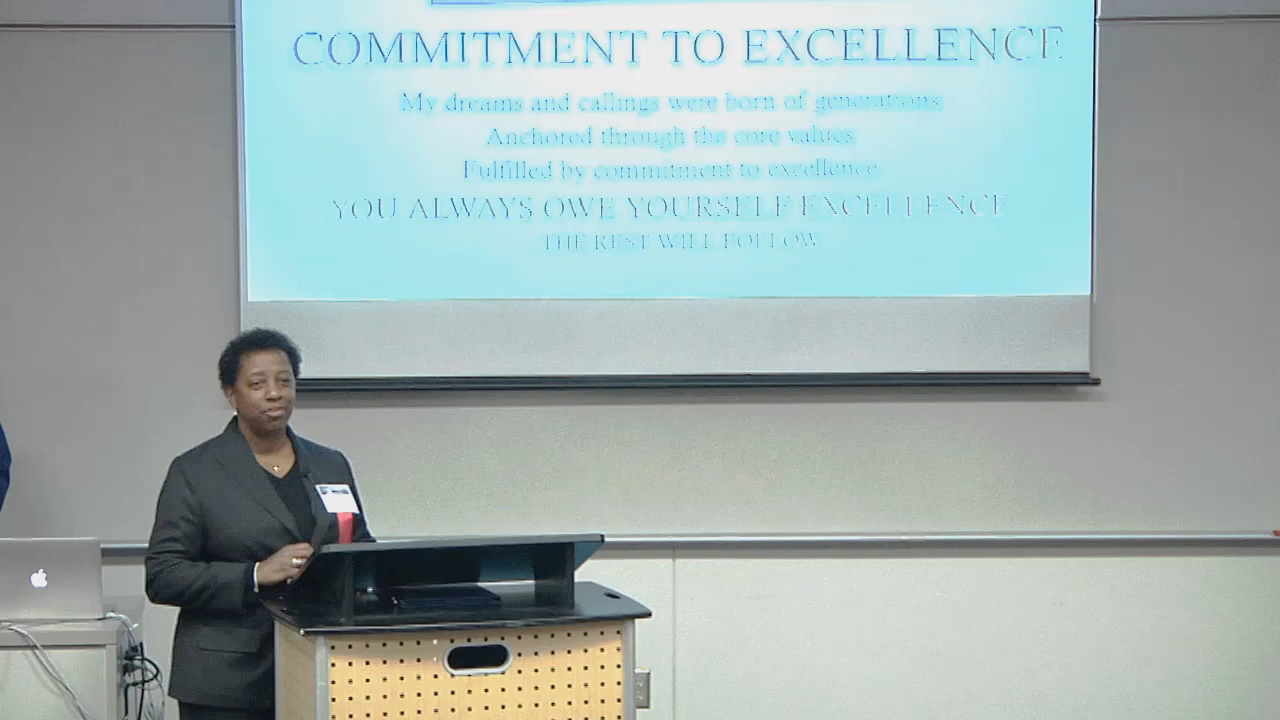 COMMITMENT TO EXCELLENCE
My dreams and callings were born of generations
Anchored through the core values
Fulfilled by commitment to excellence
YOU ALWAYS OWE YOURSELF EXCELLENCE
THE REST WILL FOLLOW